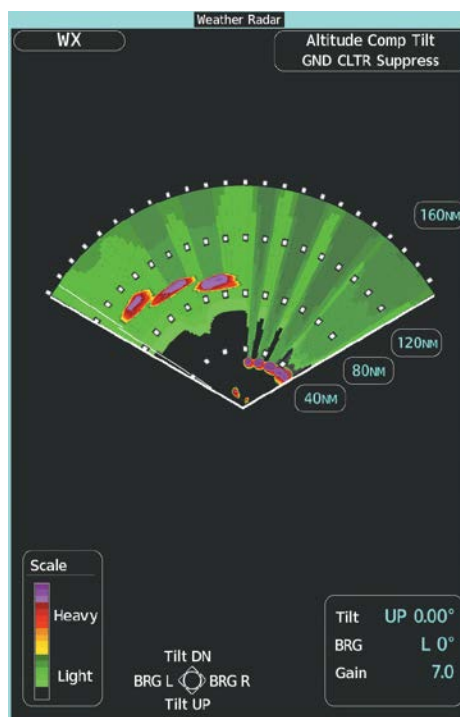 Weather Radar
WX
Altitude Comp Tilt
GND CLTR Suppress
160NM
120NM
80NM
40NM
Scale
Heavy
Light
Tilt DN
BRG L BRG R
Tilt UP
Tilt UP 0.00°
BRG L 0°
Gain 7.0